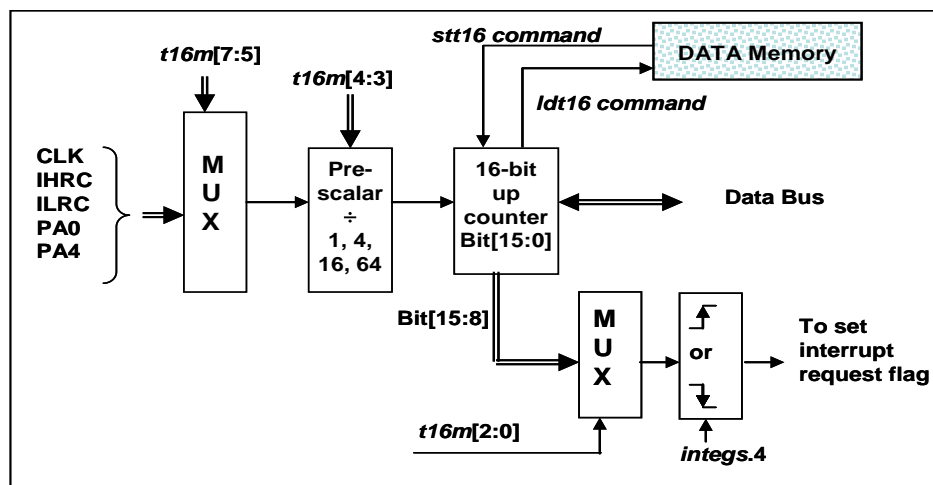 stt16 command
DATA Memory
t16m[7:5]
t16m[4:3]
ldt16 command
CLK
IHRC
ILRC
PA0
PA4
M
U
X
Pre-
scalar
÷
1, 4,
16, 64
16-bit
up
counter
Bit[15:0]
Data Bus
Bit[15:8]
M
U
X
or
To set
interrupt
request flag
t16m[2:0]
integs.4